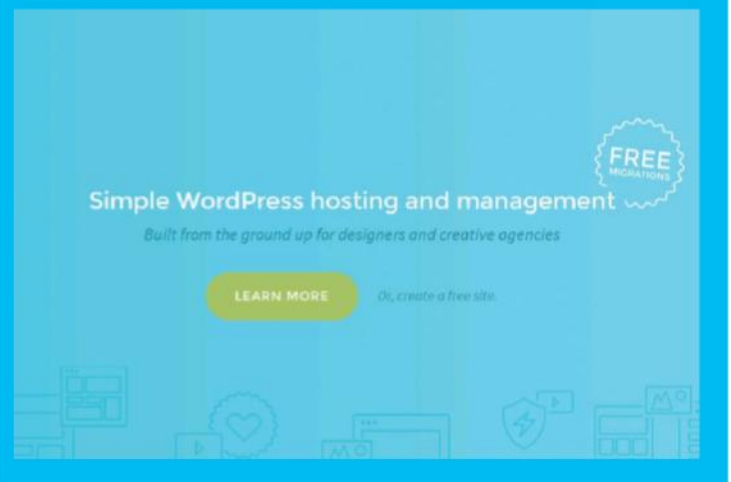 FREE
MIGRATIONS
Simple WordPress hosting and management
Built from the ground up for designers and creative agencies
LEARN MORE
Or, create a free site.